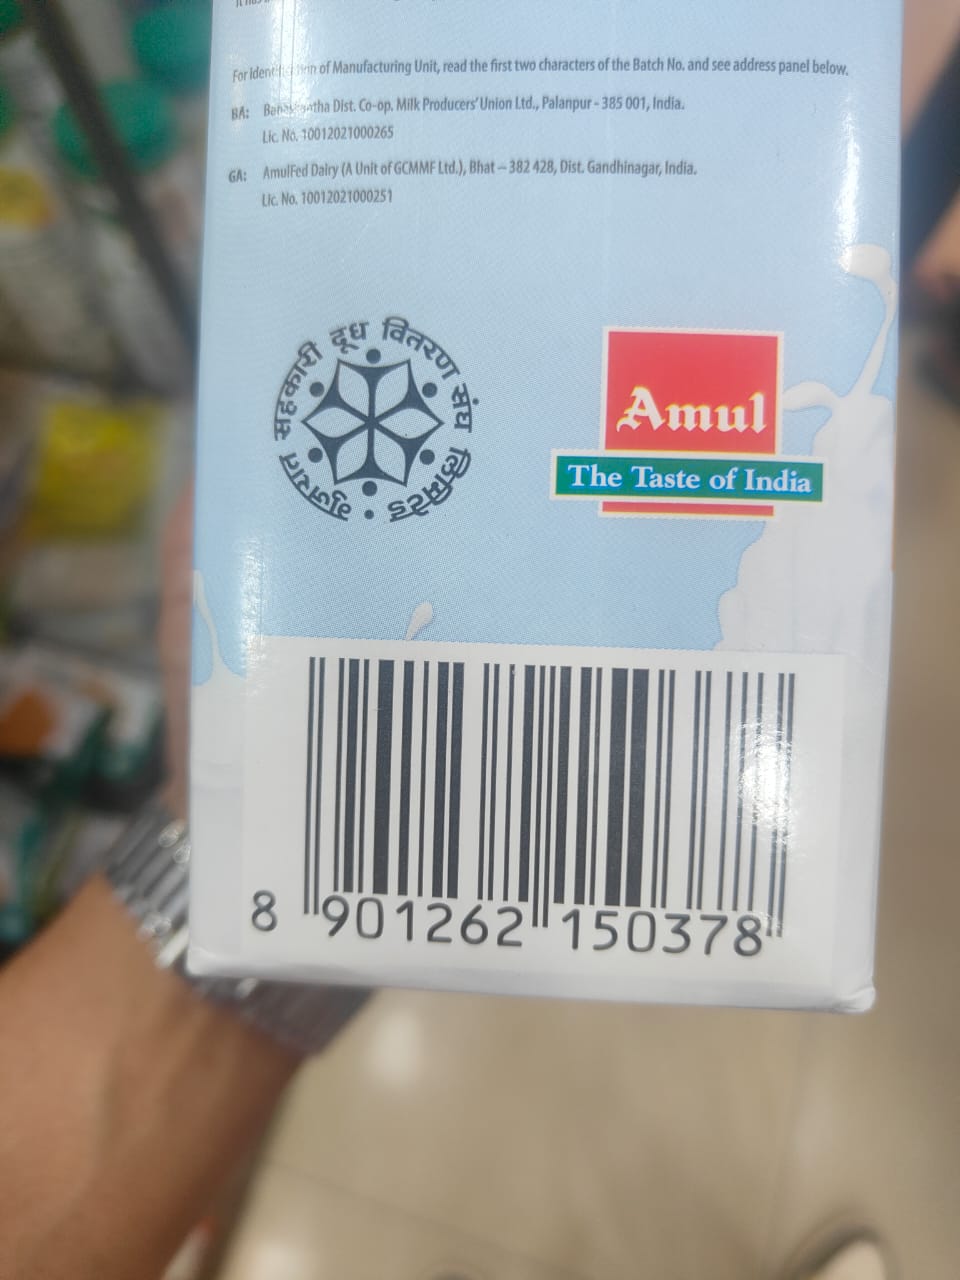 For Identification of Manufacturing Unit, read the first two characters of the Batch No. and see address panel below.
BA: Banaskantha Dist. Co-op. Milk Producers' Union Ltd., Palanpur - 385 001, India.
Lic. No. 10012021000265
GA: AmulFed Dairy (A Unit of GCMMF Ltd.), Bhat – 382 428, Dist. Gandhinagar, India.
Lic. No. 10012021000251
गुजरात सहकारी दूध वितरण संघ लिमिटेड
Amul
The Taste of India
8 901262 150378